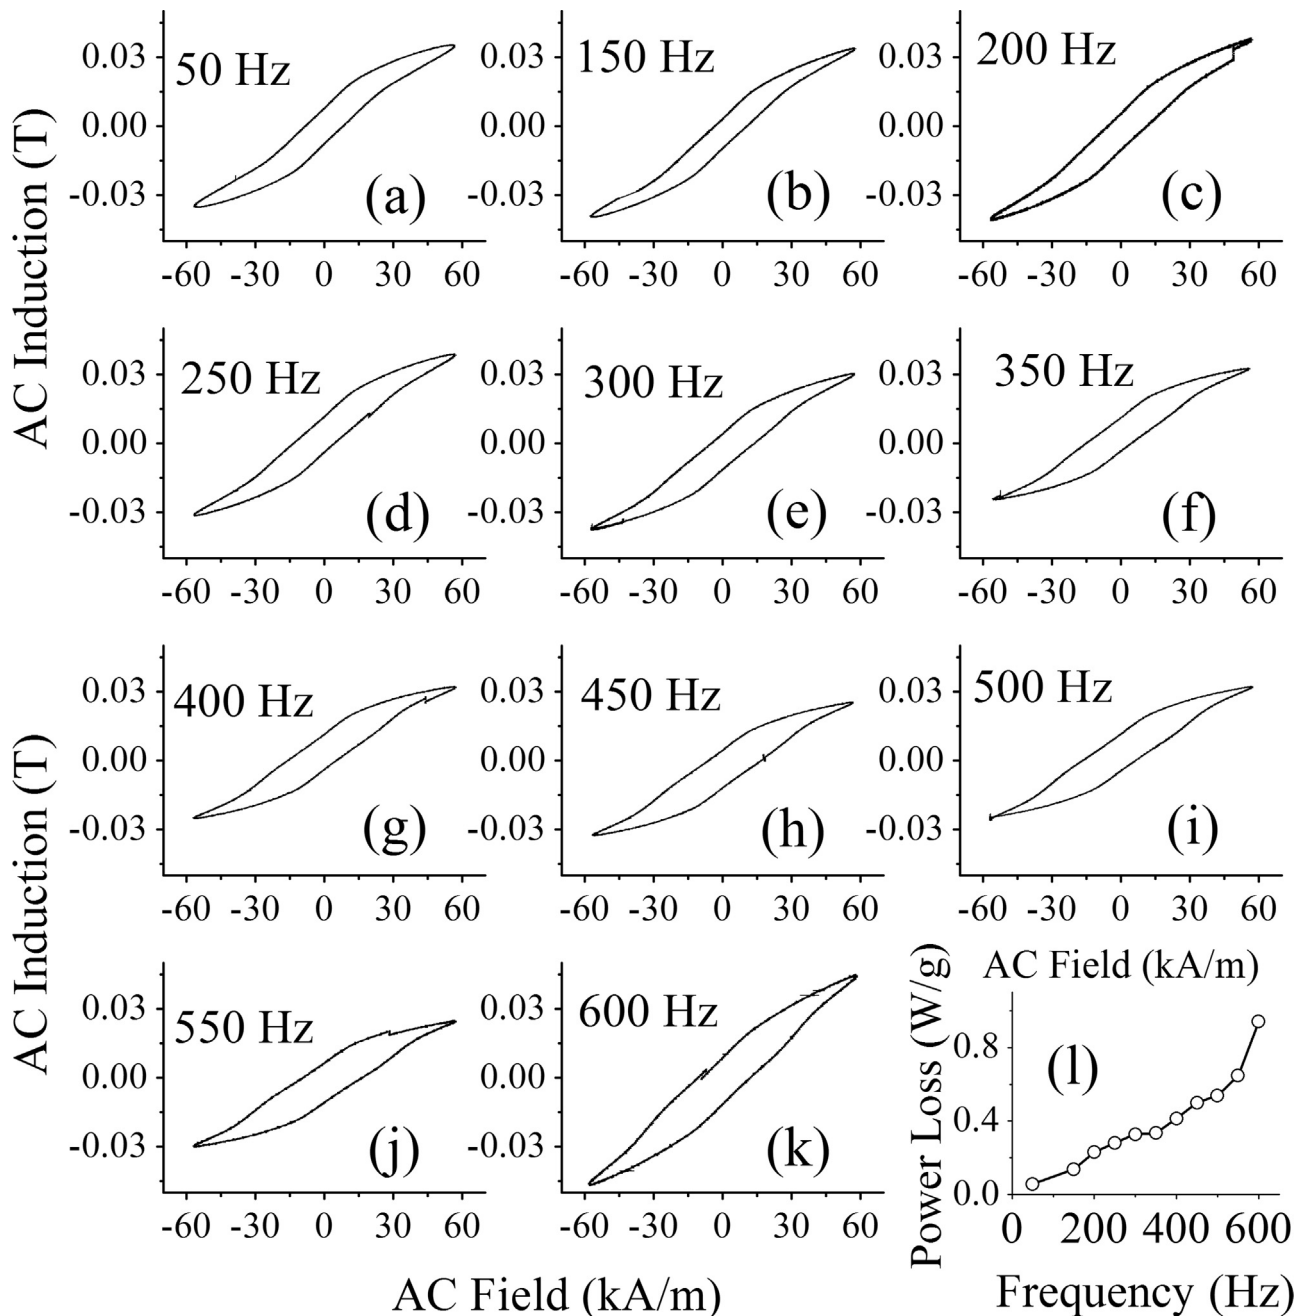 AC Induction (T)
0.03
0.00
-0.03
50 Hz
(a)
-60 -30 0 30 60
0.03
0.00
-0.03
150 Hz
(b)
-60 -30 0 30 60
0.03
0.00
-0.03
200 Hz
(c)
-60 -30 0 30 60
0.03
0.00
-0.03
250 Hz
(d)
-60 -30 0 30 60
0.03
0.00
-0.03
300 Hz
(e)
-60 -30 0 30 60
0.03
0.00
-0.03
350 Hz
(f)
-60 -30 0 30 60
AC Induction (T)
0.03
0.00
-0.03
400 Hz
(g)
-60 -30 0 30 60
0.03
0.00
-0.03
450 Hz
(h)
-60 -30 0 30 60
0.03
0.00
-0.03
500 Hz
(i)
-60 -30 0 30 60
AC Field (kA/m)
0.03
0.00
-0.03
550 Hz
(j)
-60 -30 0 30 60
0.03
0.00
-0.03
600 Hz
(k)
-60 -30 0 30 60
AC Field (kA/m)
Power Loss (W/g)
0.8
0.4
0.0
(l)
0 200 400 600
Frequency (Hz)